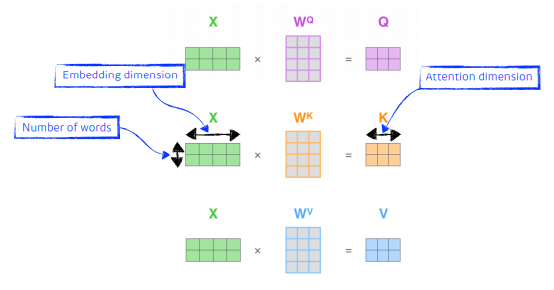 X W^Q Q
× =
Embedding dimension
Attention dimension
X W^K K
Number of words
× =
X W^V V
× =